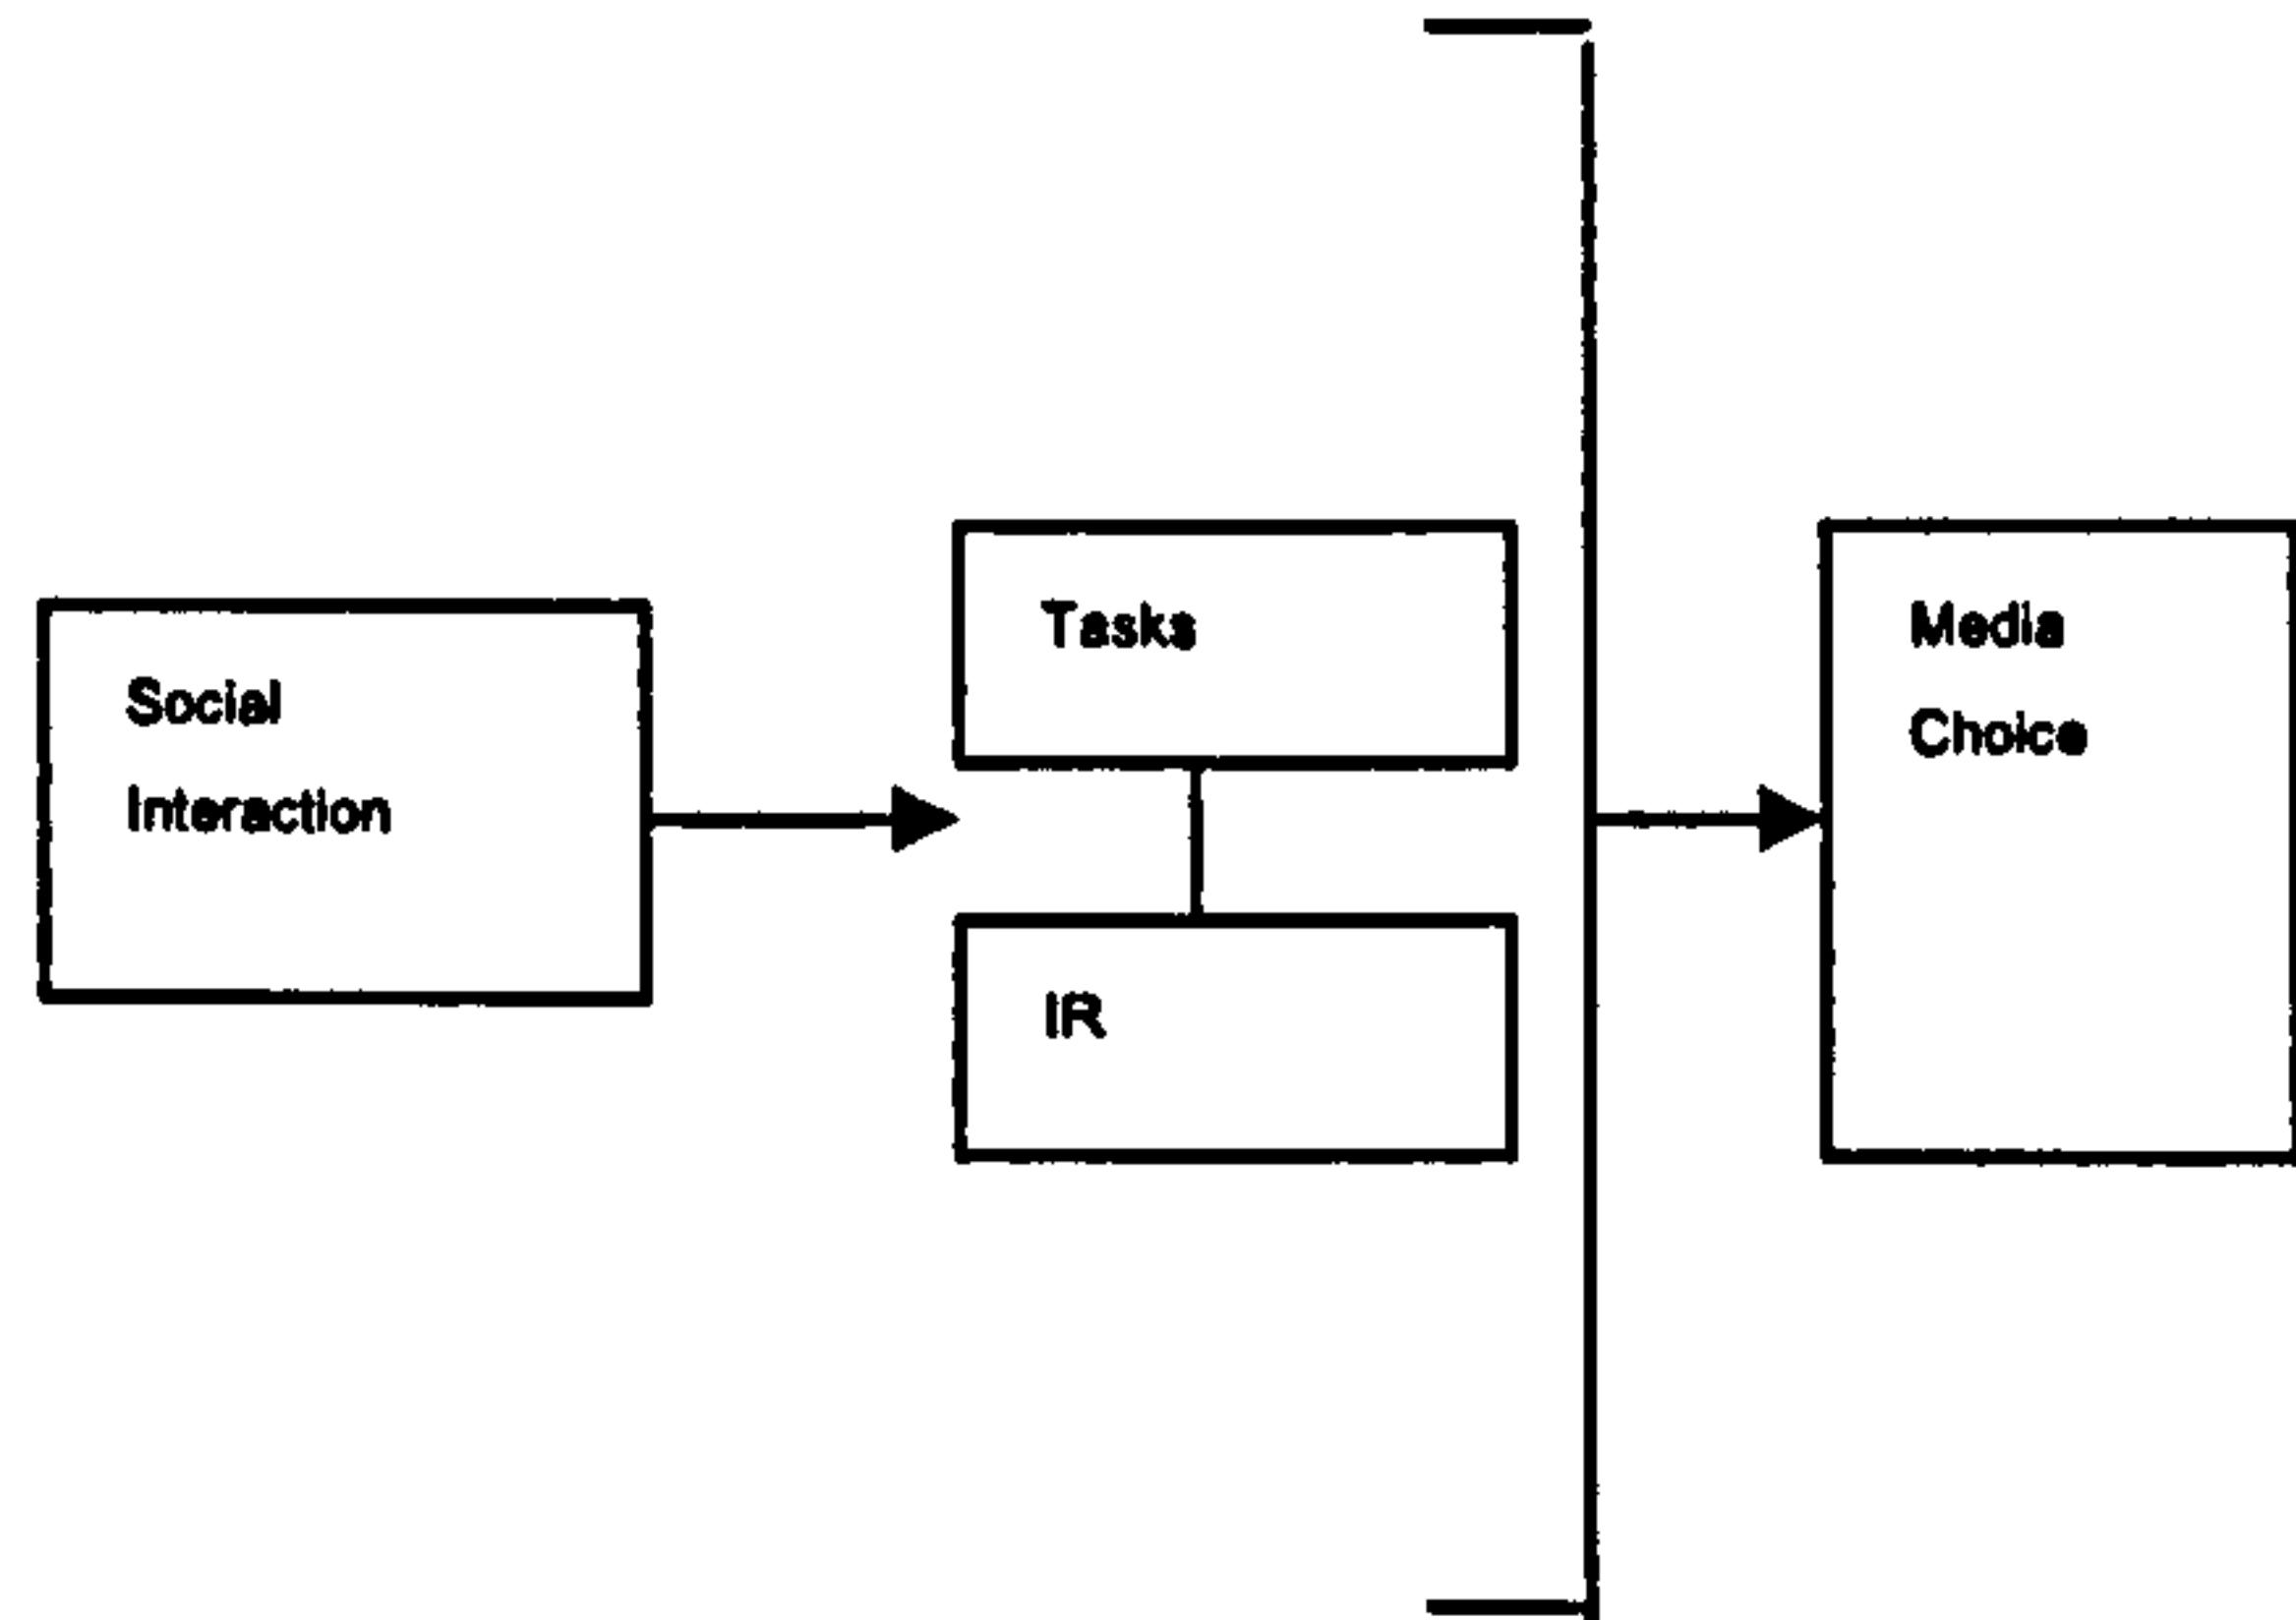 Social
Interaction
Tasks
IR
Media
Choice